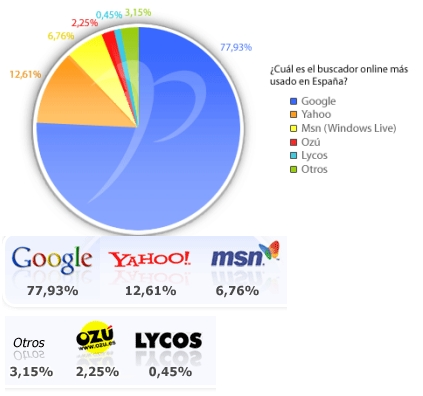 0,45%
3,15%
2,25%
6,76%
12,61%
77,93%
¿Cuál es el buscador online más
usado en España?
Google
Yahoo
Msn (Windows Live)
Ozú
Lycos
Otros
Google YAHOO! msn
77,93% 12,61% 6,76%
Otros OZÚ www.ozu.es LYCOS
3,15% 2,25% 0,45%